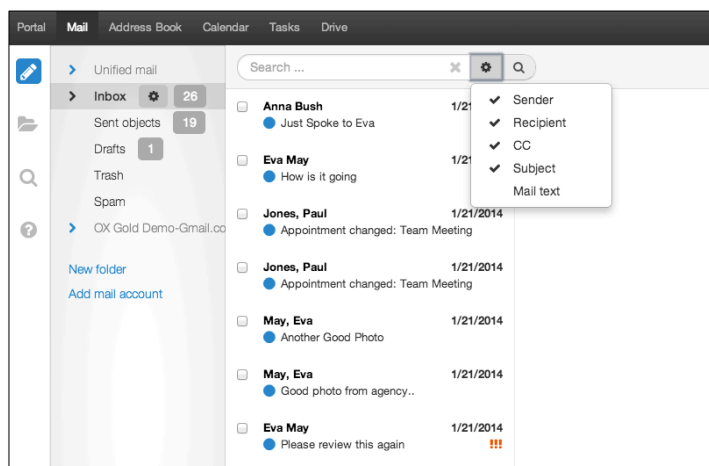 Portal Mail Address Book Calendar Tasks Drive
Unified mail
Inbox 26
Sent objects 19
Drafts 1
Trash
Spam
OX Gold Demo-Gmail.co
New folder
Add mail account
Search ...
Sender
Recipient
CC
Subject
Mail text
Anna Bush 1/21
Just Spoke to Eva
Eva May 1/21
How is it going
Jones, Paul 1/21/2014
Appointment changed: Team Meeting
Jones, Paul 1/21/2014
Appointment changed: Team Meeting
May, Eva 1/21/2014
Another Good Photo
May, Eva 1/21/2014
Good photo from agency..
Eva May 1/21/2014
Please review this again !!!